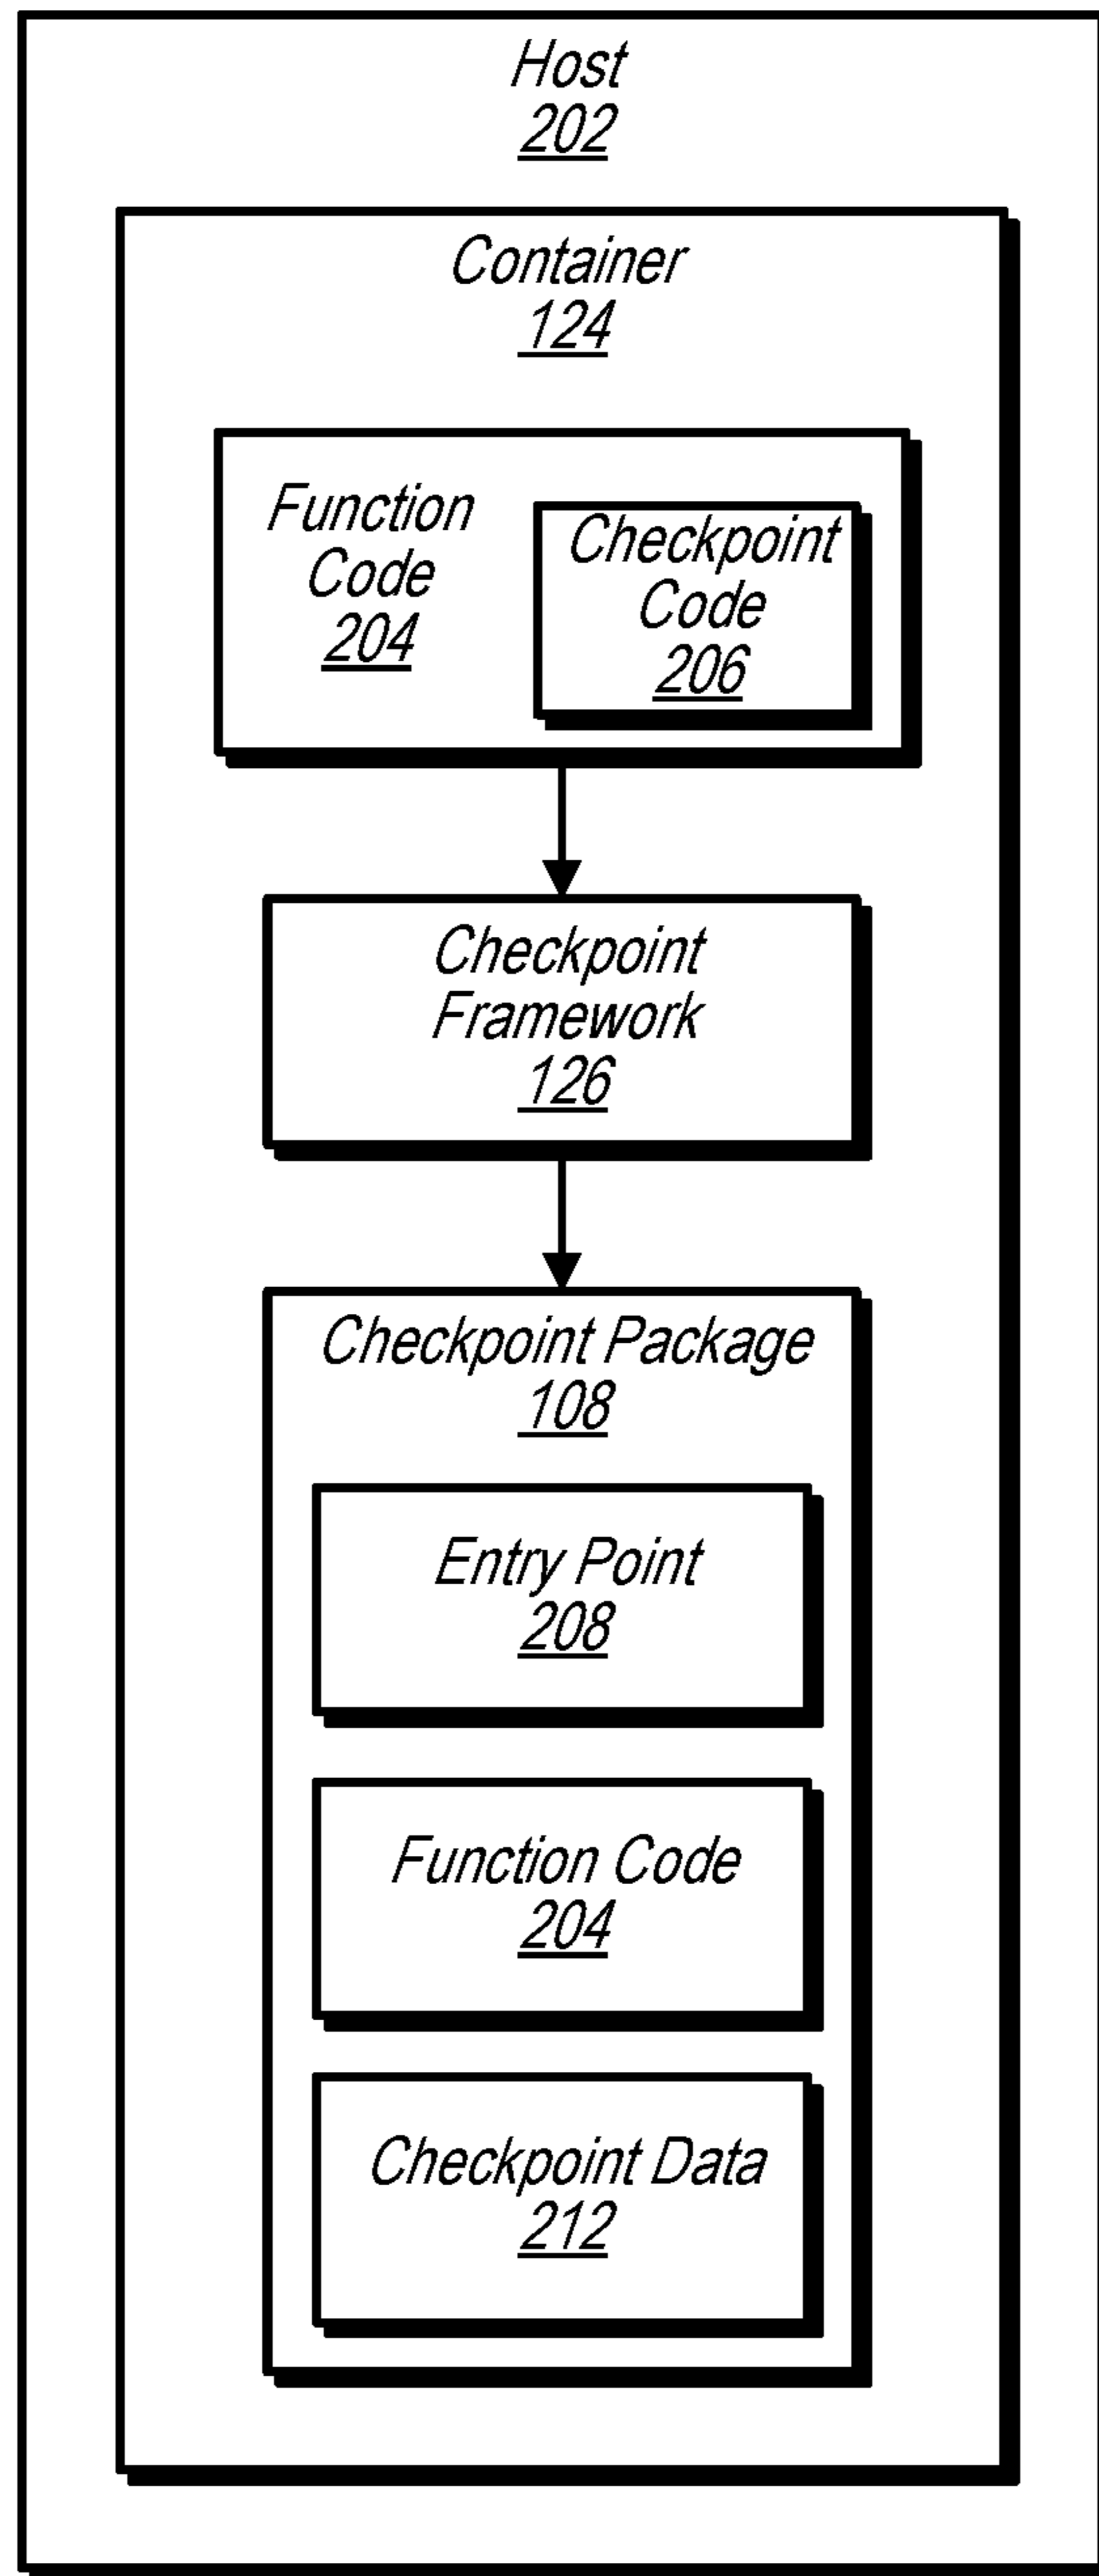 Host
202
Container
124
Function
Code
204
Checkpoint
Code
206
Checkpoint
Framework
126
Checkpoint Package
108
Entry Point
208
Function Code
204
Checkpoint Data
212